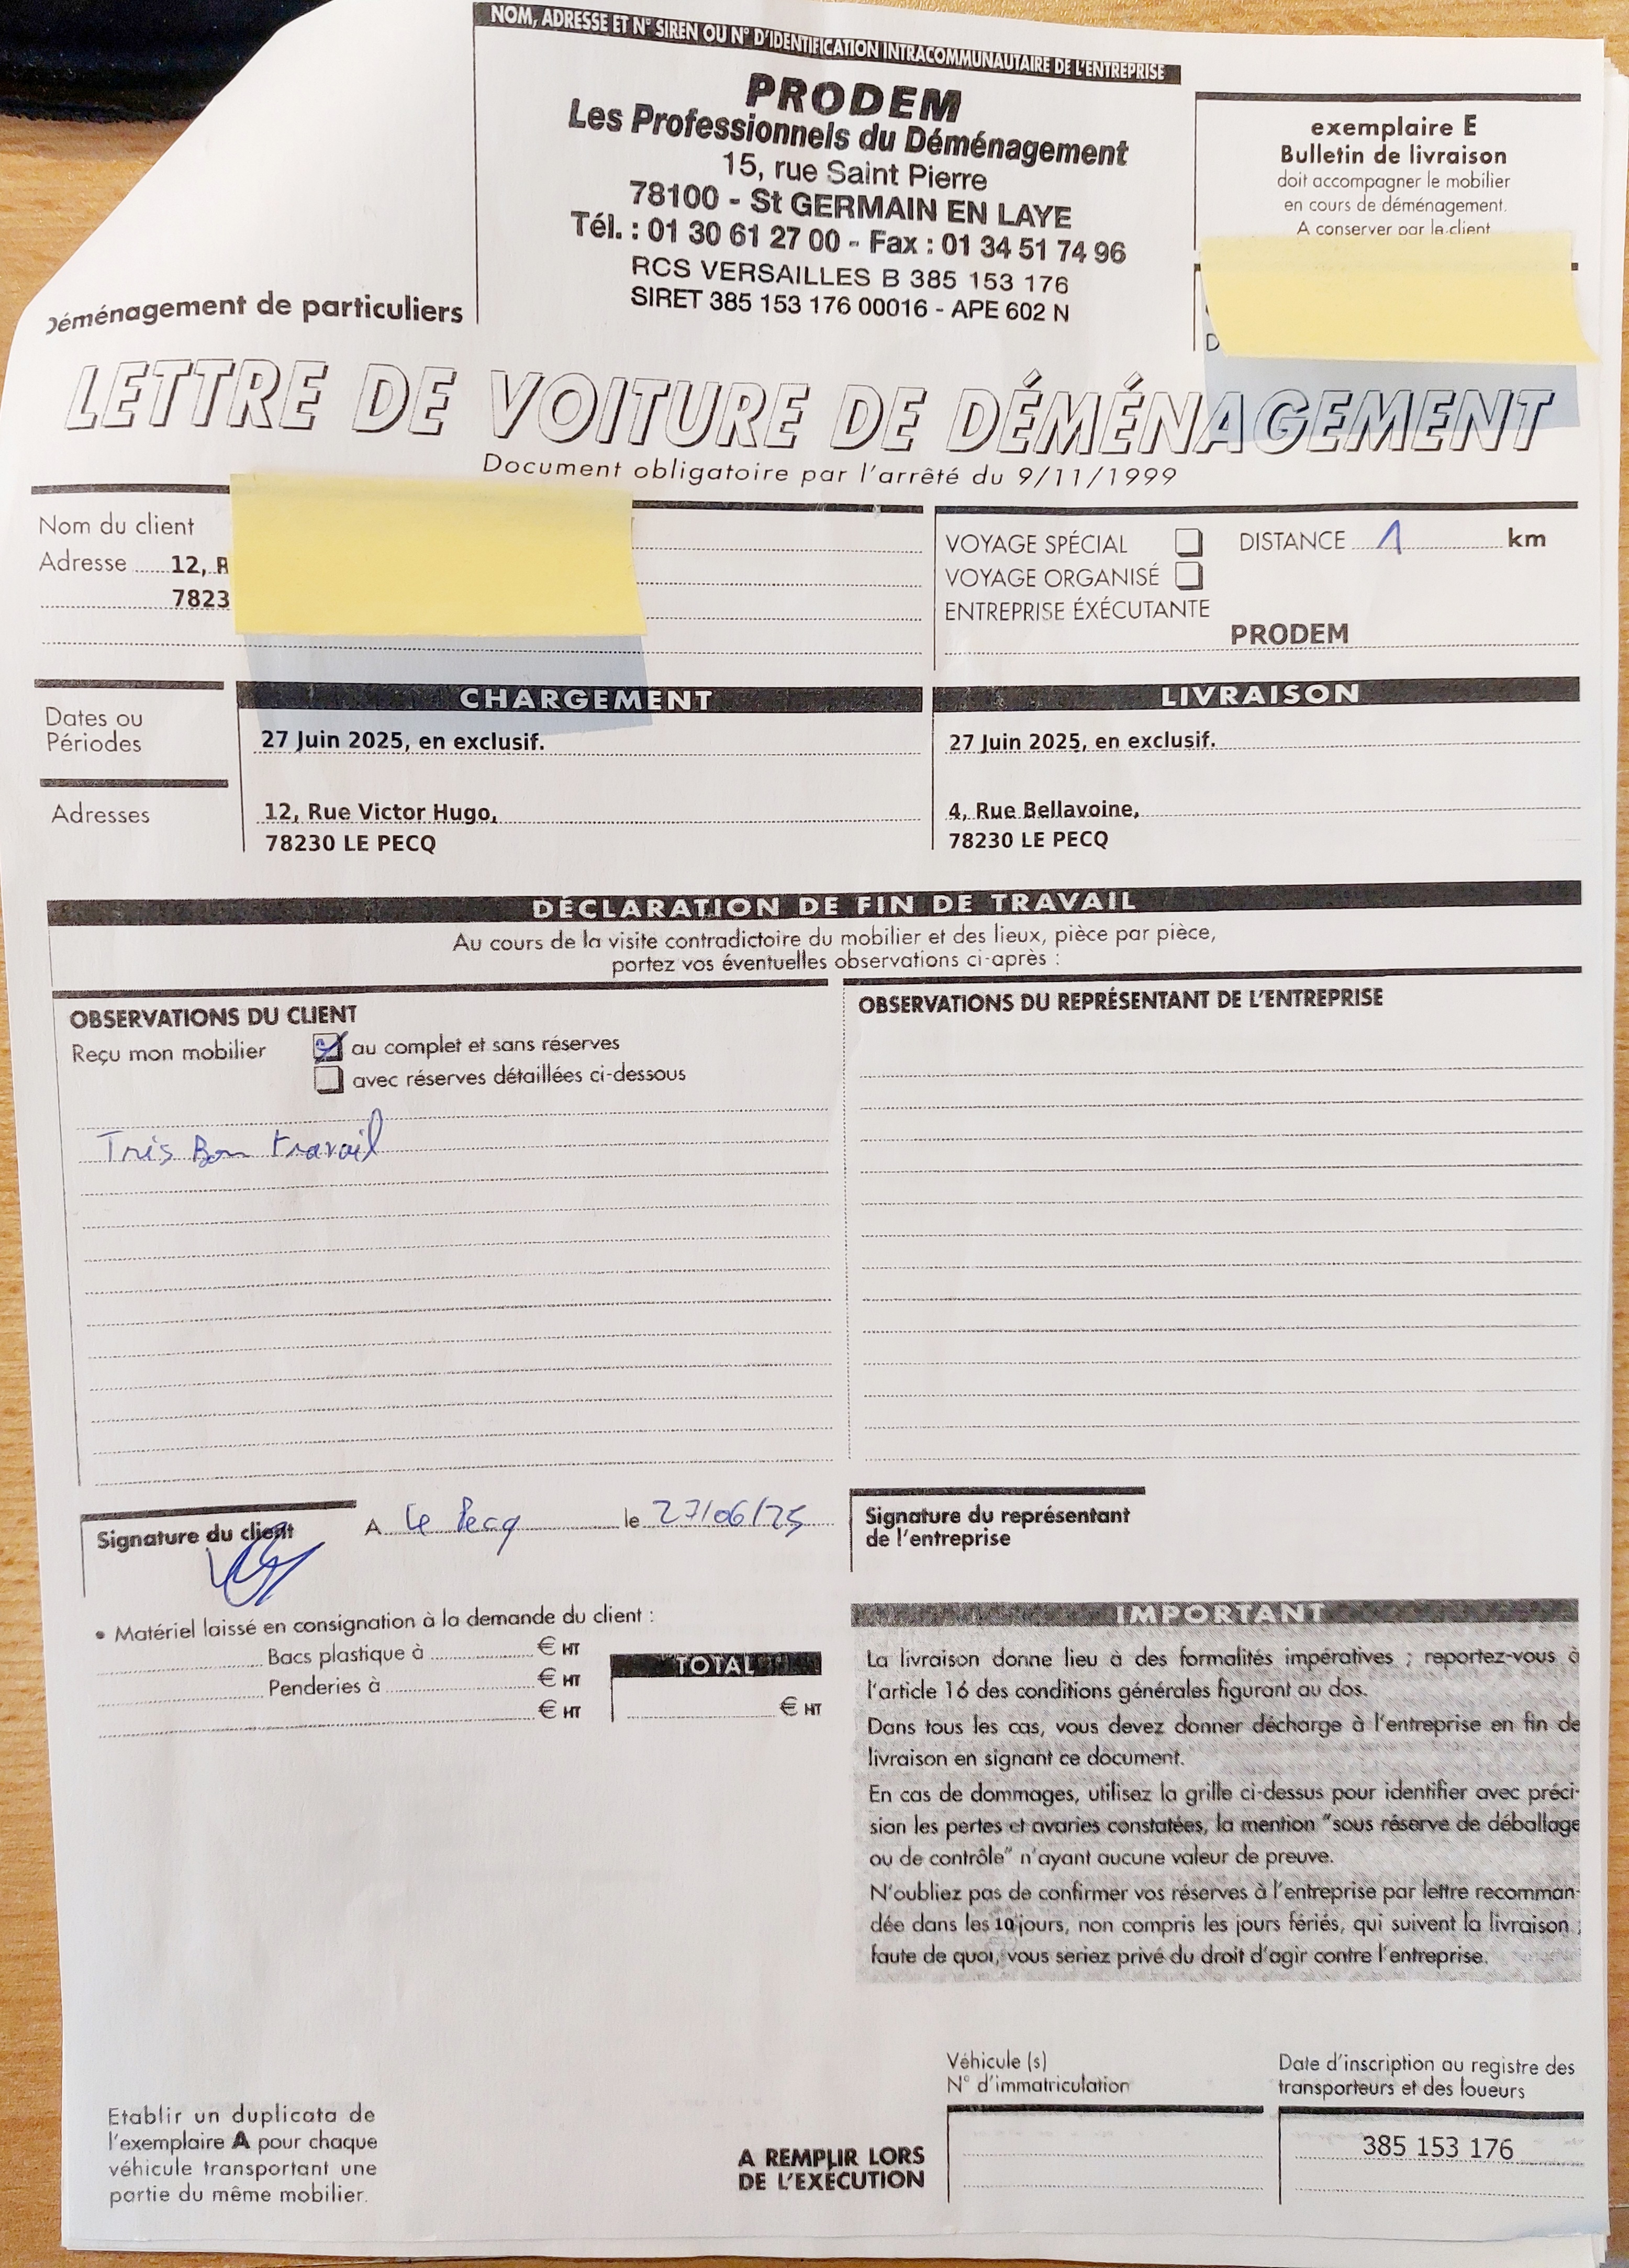 NOM, ADRESSE ET N° SIREN OU N° D'IDENTIFICATION INTRACOMMUNAUTAIRE DE L'ENTREPRISE
PRODEM
Les Professionnels du Déménagement
15, rue Saint Pierre
78100 - St GERMAIN EN LAYE
Tél. : 01 30 61 27 00 - Fax : 01 34 51 74 96
RCS VERSAILLES B 385 153 176
SIRET 385 153 176 00016 - APE 602 N
exemplaire E
Bulletin de livraison
doit accompagner le mobilier
en cours de déménagement.
A conserver par le client
Déménagement de particuliers
LETTRE DE VOITURE DE DÉMÉNAGEMENT
Document obligatoire par l'arrêté du 9/11/1999
Nom du client
Adresse 12, R
7823
VOYAGE SPÉCIAL DISTANCE 1 km
VOYAGE ORGANISÉ
ENTREPRISE ÉXÉCUTANTE
PRODEM
CHARGEMENT
LIVRAISON
Dates ou
Périodes
27 Juin 2025, en exclusif.
27 Juin 2025, en exclusif.
Adresses
12, Rue Victor Hugo,
78230 LE PECQ
4, Rue Bellavoine,
78230 LE PECQ
DÉCLARATION DE FIN DE TRAVAIL
Au cours de la visite contradictoire du mobilier et des lieux, pièce par pièce,
portez vos éventuelles observations ci-après :
OBSERVATIONS DU CLIENT
Reçu mon mobilier au complet et sans réserves
avec réserves détaillées ci-dessous
Très Bon travail
OBSERVATIONS DU REPRÉSENTANT DE L'ENTREPRISE
Signature du client
A Le Pecq le 27/06/25
Signature du représentant
de l'entreprise
• Matériel laissé en consignation à la demande du client :
Bacs plastique à € HT
Penderies à € HT
€ HT
TOTAL
€ HT
IMPORTANT
La livraison donne lieu à des formalités impératives ; reportez-vous à
l'article 16 des conditions générales figurant au dos.
Dans tous les cas, vous devez donner décharge à l'entreprise en fin de
livraison en signant ce document.
En cas de dommages, utilisez la grille ci-dessus pour identifier avec préci-
sion les pertes et avaries constatées, la mention "sous réserve de déballage
ou de contrôle" n'ayant aucune valeur de preuve.
N'oubliez pas de confirmer vos réserves à l'entreprise par lettre recomman-
dée dans les 10 jours, non compris les jours fériés, qui suivent la livraison ;
faute de quoi, vous seriez privé du droit d'agir contre l'entreprise.
Etablir un duplicata de
l'exemplaire A pour chaque
véhicule transportant une
partie du même mobilier.
A REMPLIR LORS
DE L'EXÉCUTION
Véhicule (s)
N° d'immatriculation
Date d'inscription au registre des
transporteurs et des loueurs
385 153 176